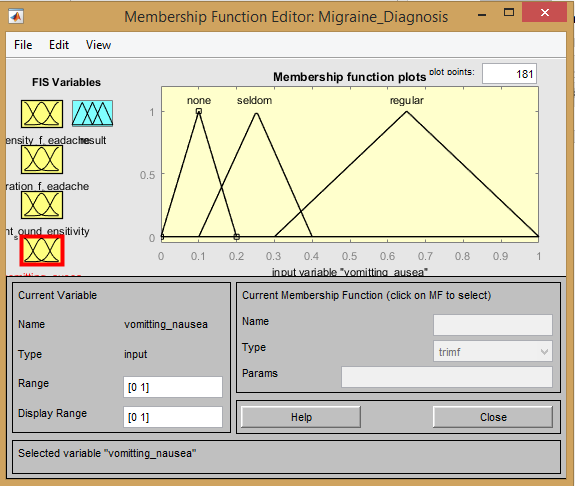 Membership Function Editor: Migraine_Diagnosis
File Edit View
FIS Variables
ensity_f_eadache
result
ration_f_eadache
nt_sound_ensitivity
Membership function plots
plot points:
181
none seldom regular
1
0.5
0
0 0.1 0.2 0.3 0.4 0.5 0.6 0.7 0.8 0.9 1
input variable "vomitting_ausea"
Current Variable
Name vomitting_nausea
Type input
Range [0 1]
Display Range [0 1]
Current Membership Function (click on MF to select)
Name
Type trimf
Params
Help Close
Selected variable "vomitting_nausea"